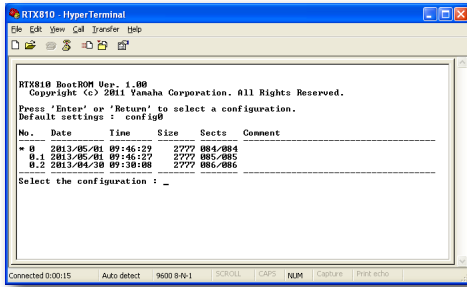 RTX810 - HyperTerminal
File Edit View Call Transfer Help
RTX810 BootROM Ver. 1.00
Copyright (c) 2011 Yamaha Corporation. All Rights Reserved.
Press 'Enter' or 'Return' to select a configuration.
Default settings : config0
No. Date Time Size Sects Comment
----- ---------- -------- ------- ------- ------------------------------------
* 0 2013/05/01 09:46:29 2777 084/084
0.1 2013/05/01 09:46:27 2777 085/085
0.2 2013/04/30 09:30:08 2777 086/086
----- ---------- -------- ------- ------- ------------------------------------
Select the configuration : _
Connected 0:00:15 Auto detect 9600 8-N-1 SCROLL CAPS NUM Capture Print echo